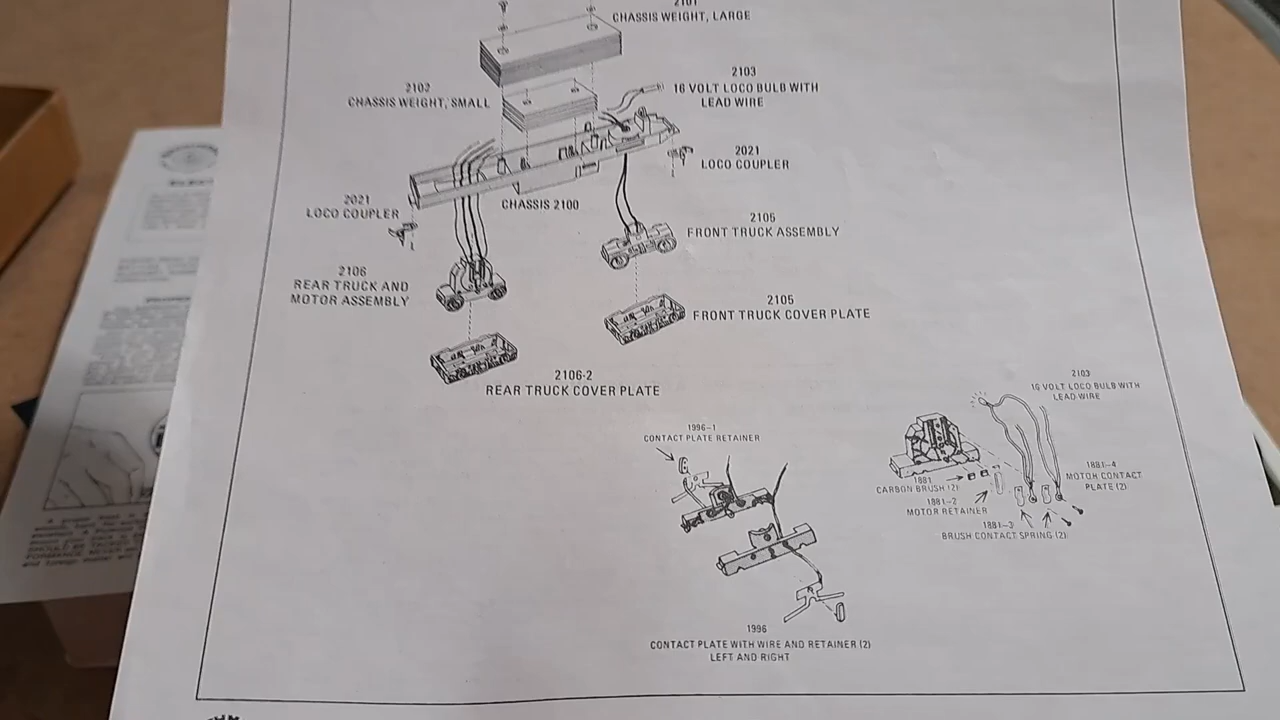 2101
CHASSIS WEIGHT, LARGE
2102
CHASSIS WEIGHT, SMALL
2103
16 VOLT LOCO BULB WITH
LEAD WIRE
2021
LOCO COUPLER
CHASSIS 2100
2021
LOCO COUPLER
2105
FRONT TRUCK ASSEMBLY
2106
REAR TRUCK AND
MOTOR ASSEMBLY
2105
FRONT TRUCK COVER PLATE
2106-2
REAR TRUCK COVER PLATE
2103
16 VOLT LOCO BULB WITH
LEAD WIRE
1996-1
CONTACT PLATE RETAINER
1881-4
MOTOR CONTACT
PLATE (2)
1881
CARBON BRUSH (2)
1881-2
MOTOR RETAINER
1881-3
BRUSH CONTACT SPRING (2)
1996
CONTACT PLATE WITH WIRE AND RETAINER (2)
LEFT AND RIGHT